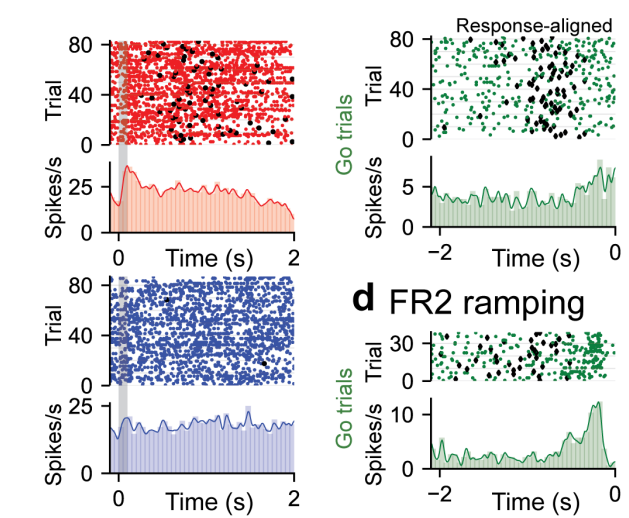 Response-aligned
80
40
0
Trial
25
0
Spikes/s
0
Time (s)
2
80
40
0
Trial
25
0
Spikes/s
0
Time (s)
2
Go trials
80
40
0
Trial
5
0
Spikes/s
−2
Time (s)
0
d FR2 ramping
Go trials
30
0
Trial
10
0
Spikes/s
−2
Time (s)
0